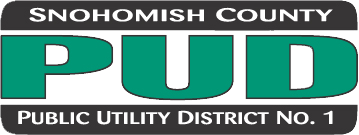 SNOHOMISH COUNTY
PUD
PUBLIC UTILITY DISTRICT NO. 1